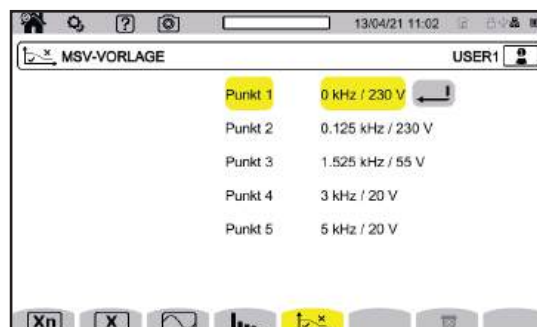 13/04/21 11:02
MSV-VORLAGE USER1
Punkt 1 0 kHz / 230 V
Punkt 2 0.125 kHz / 230 V
Punkt 3 1.525 kHz / 55 V
Punkt 4 3 kHz / 20 V
Punkt 5 5 kHz / 20 V
Xn X